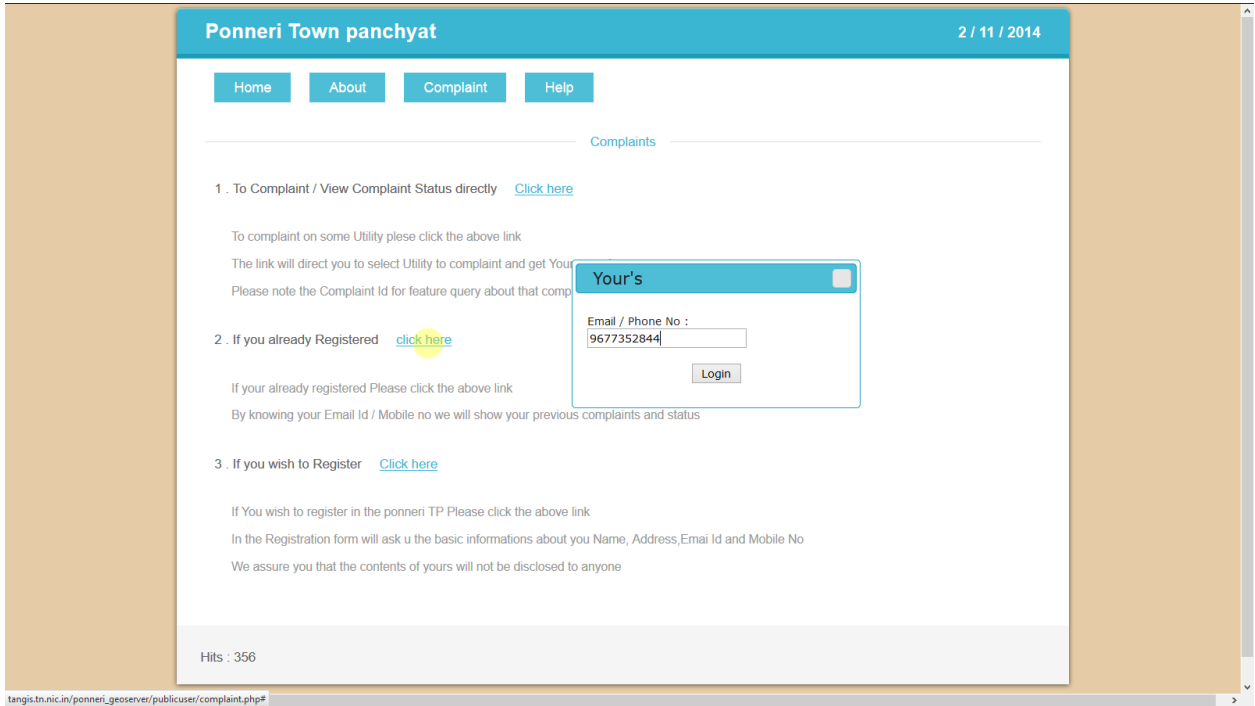 Ponneri Town panchyat 2 / 11 / 2014
Home About Complaint Help
Complaints
1 . To Complaint / View Complaint Status directly Click here
To complaint on some Utility plese click the above link
The link will direct you to select Utility to complaint and get Your
Please note the Complaint Id for feature query about that comp
Your's
Email / Phone No :
9677352844
Login
2 . If you already Registered click here
If your already registered Please click the above link
By knowing your Email Id / Mobile no we will show your previous complaints and status
3 . If you wish to Register Click here
If You wish to register in the ponneri TP Please click the above link
In the Registration form will ask u the basic informations about you Name, Address,Emai Id and Mobile No
We assure you that the contents of yours will not be disclosed to anyone
Hits : 356
tangis.tn.nic.in/ponneri_geoserver/publicuser/complaint.php#